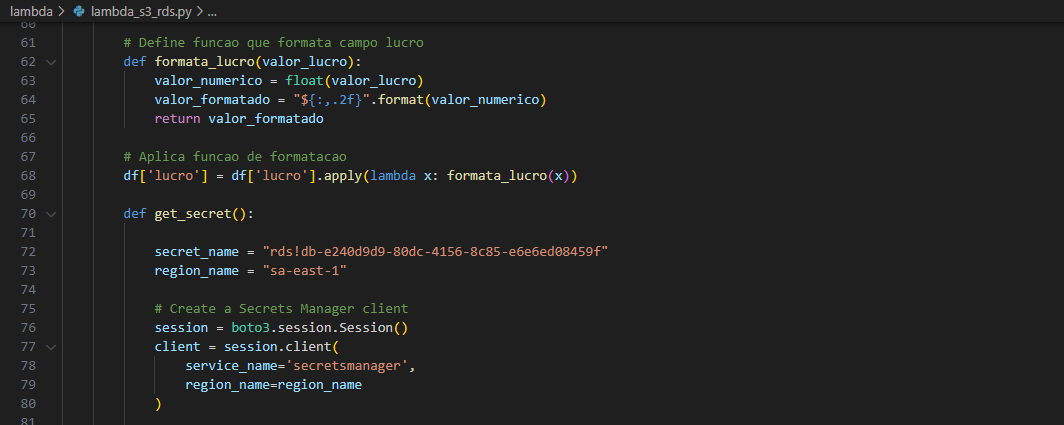 lambda > lambda_s3_rds.py > ...
60
61 # Define funcao que formata campo lucro
62 def formata_lucro(valor_lucro):
63 valor_numerico = float(valor_lucro)
64 valor_formatado = "${:,.2f}".format(valor_numerico)
65 return valor_formatado
66
67 # Aplica funcao de formatacao
68 df['lucro'] = df['lucro'].apply(lambda x: formata_lucro(x))
69
70 def get_secret():
71
72 secret_name = "rds!db-e240d9d9-80dc-4156-8c85-e6e6ed08459f"
73 region_name = "sa-east-1"
74
75 # Create a Secrets Manager client
76 session = boto3.session.Session()
77 client = session.client(
78 service_name='secretsmanager',
79 region_name=region_name
80 )
81